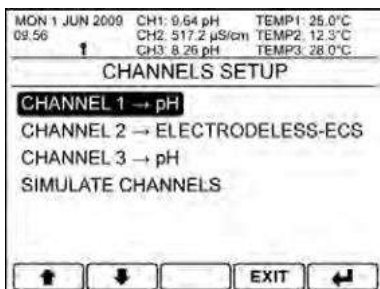 MON 1 JUN 2009 CH1: 9.64 pH TEMP1: 25.0°C
09:56 CH2: 517.2 µS/cm TEMP2: 12.3°C
CH3: 8.26 pH TEMP3: 28.0°C
CHANNELS SETUP
CHANNEL 1 → pH
CHANNEL 2 → ELECTRODELESS-ECS
CHANNEL 3 → pH
SIMULATE CHANNELS
EXIT